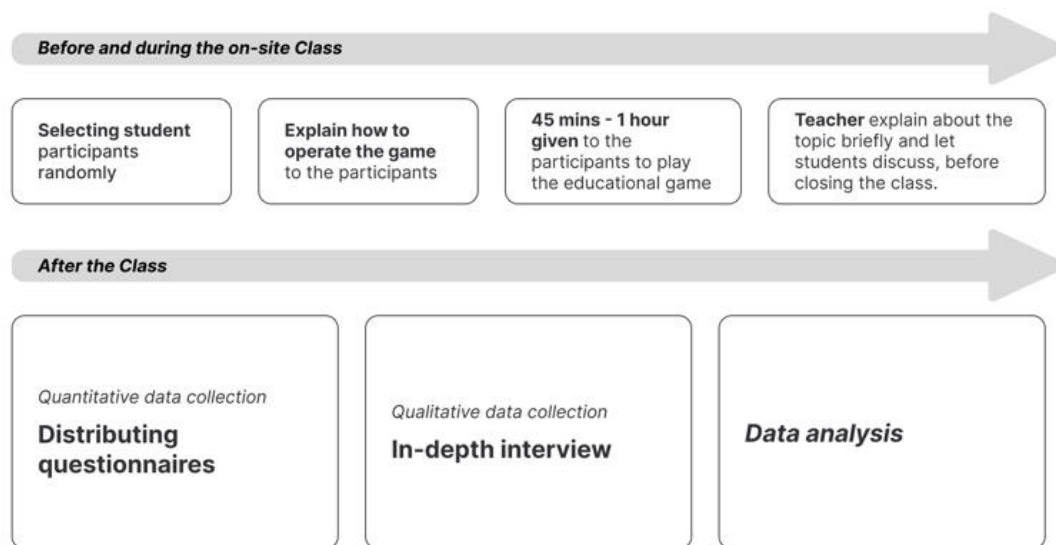 Before and during the on-site Class
Selecting student
participants
randomly
Explain how to
operate the game
to the participants
45 mins - 1 hour
given to the
participants to play
the educational game
Teacher explain about the
topic briefly and let
students discuss, before
closing the class.
After the Class
Quantitative data collection
Distributing
questionnaires
Qualitative data collection
In-depth interview
Data analysis